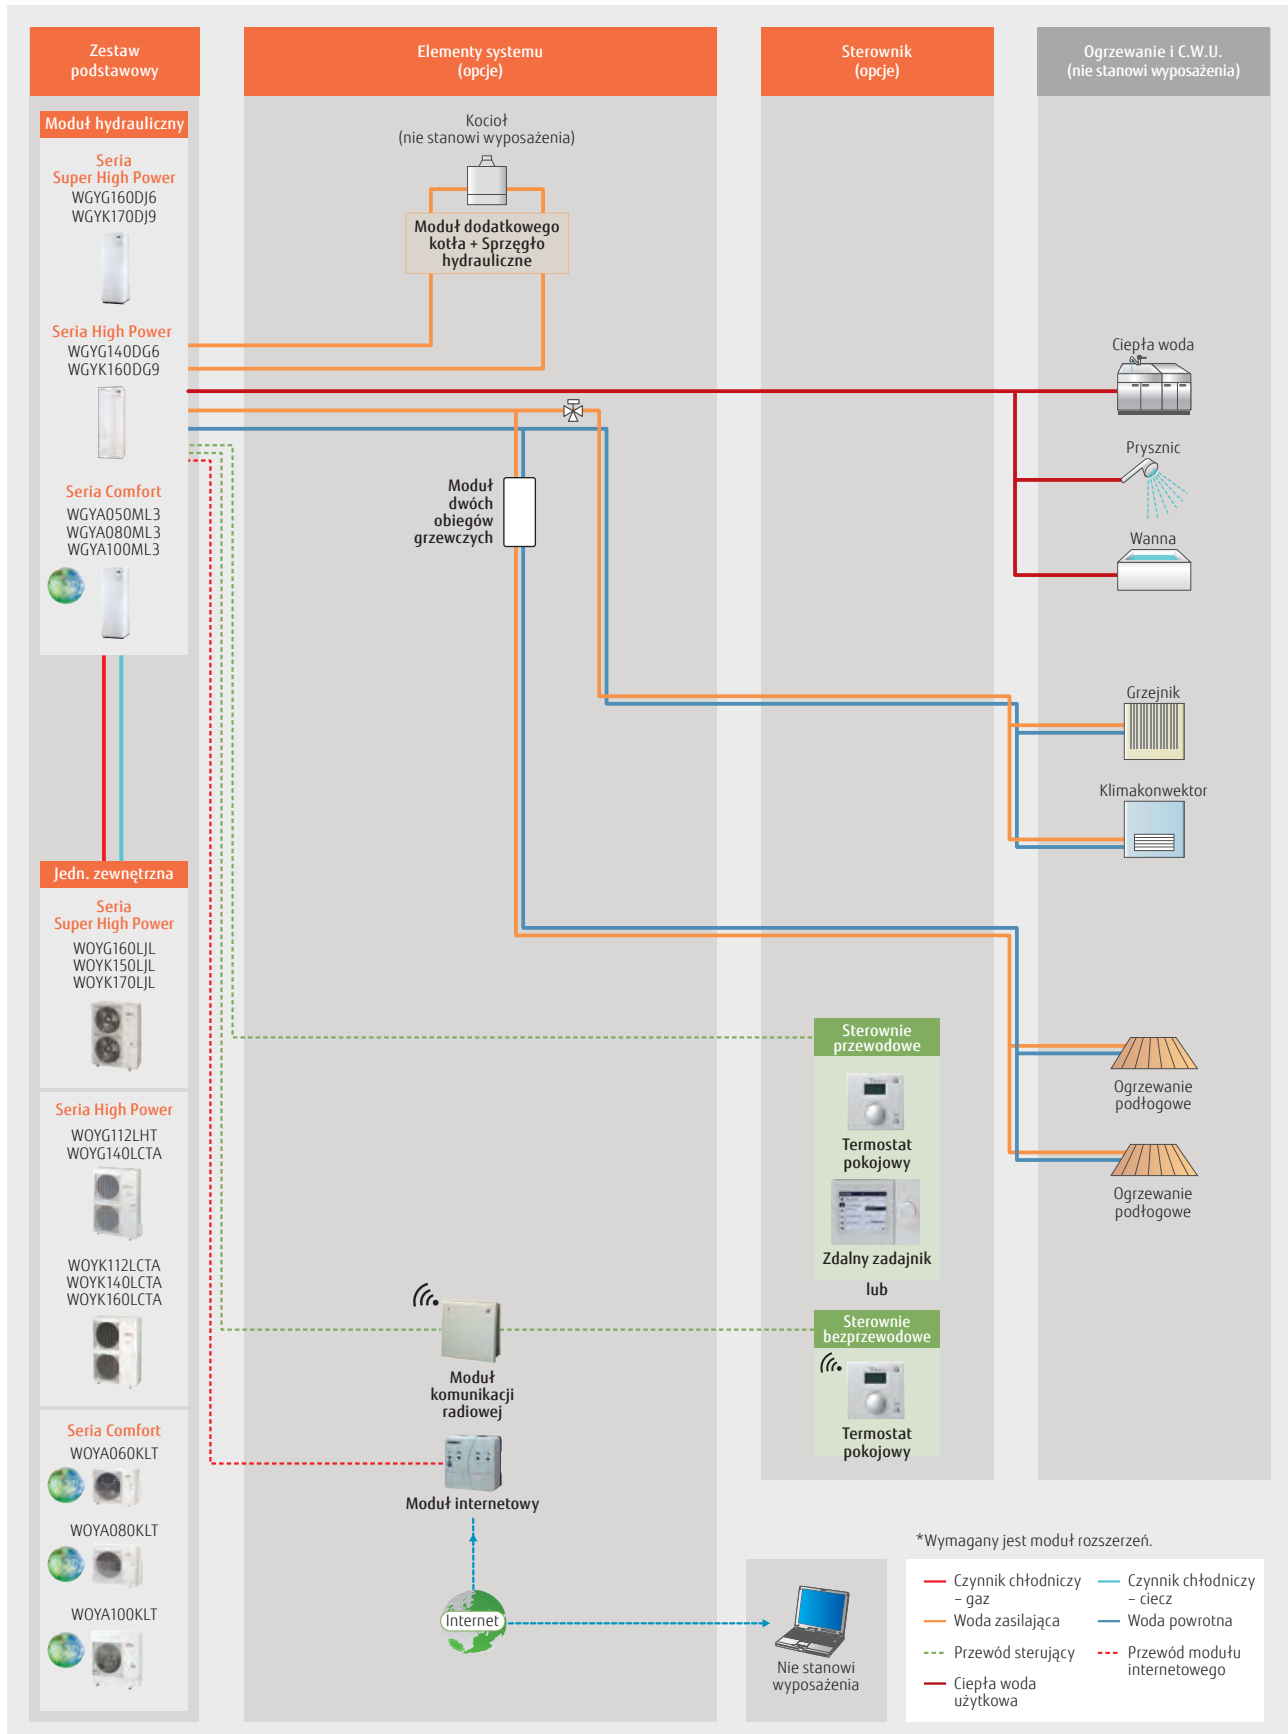 Zestaw
podstawowy
Elementy systemu
(opcje)
Sterownik
(opcje)
Ogrzewanie i C.W.U.
(nie stanowi wyposażenia)
Moduł hydrauliczny
Seria
Super High Power
WGYG160DJ6
WGYK170DJ9
Seria High Power
WGYG140DG6
WGYK160DG9
Seria Comfort
WGYA050ML3
WGYA080ML3
WGYA100ML3
Jedn. zewnętrzna
Seria
Super High Power
WOYG160LJL
WOYK150LJL
WOYK170LJL
Seria High Power
WOYG112LHT
WOYG140LCTA
WOYK112LCTA
WOYK140LCTA
WOYK160LCTA
Seria Comfort
WOYA060KLT
WOYA080KLT
WOYA100KLT
Kocioł
(nie stanowi wyposażenia)
Moduł dodatkowego
kotła + Sprzęgło
hydrauliczne
Moduł
dwóch
obiegów
grzewczych
Moduł
komunikacji
radiowej
Moduł internetowy
Internet
Sterownie
przewodowe
Termostat
pokojowy
Zdalny zadajnik
lub
Sterownie
bezprzewodowe
Termostat
pokojowy
Ciepła woda
Prysznic
Wanna
Grzejnik
Klimakonwektor
Ogrzewanie
podłogowe
Ogrzewanie
podłogowe
Nie stanowi
wyposażenia
*Wymagany jest moduł rozszerzeń.
Czynnik chłodniczy
– gaz
Czynnik chłodniczy
– ciecz
Woda zasilająca
Woda powrotna
Przewód sterujący
Przewód modułu
internetowego
Ciepła woda
użytkowa